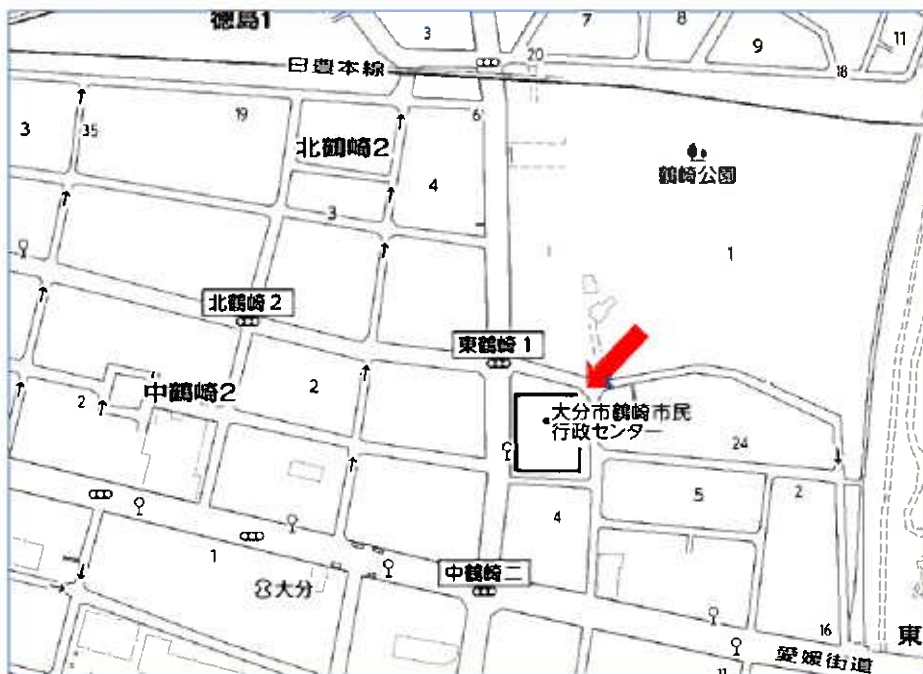 徳島1
3
7
8
9
11
20
18
日豊本線
3
35
19
6
北鶴崎2
4
鶴崎公園
3
1
北鶴崎2
東鶴崎1
中鶴崎2
2
2
大分市鶴崎市民
行政センター
24
5
2
4
1
中鶴崎二
大分
16
東
愛媛街道
11